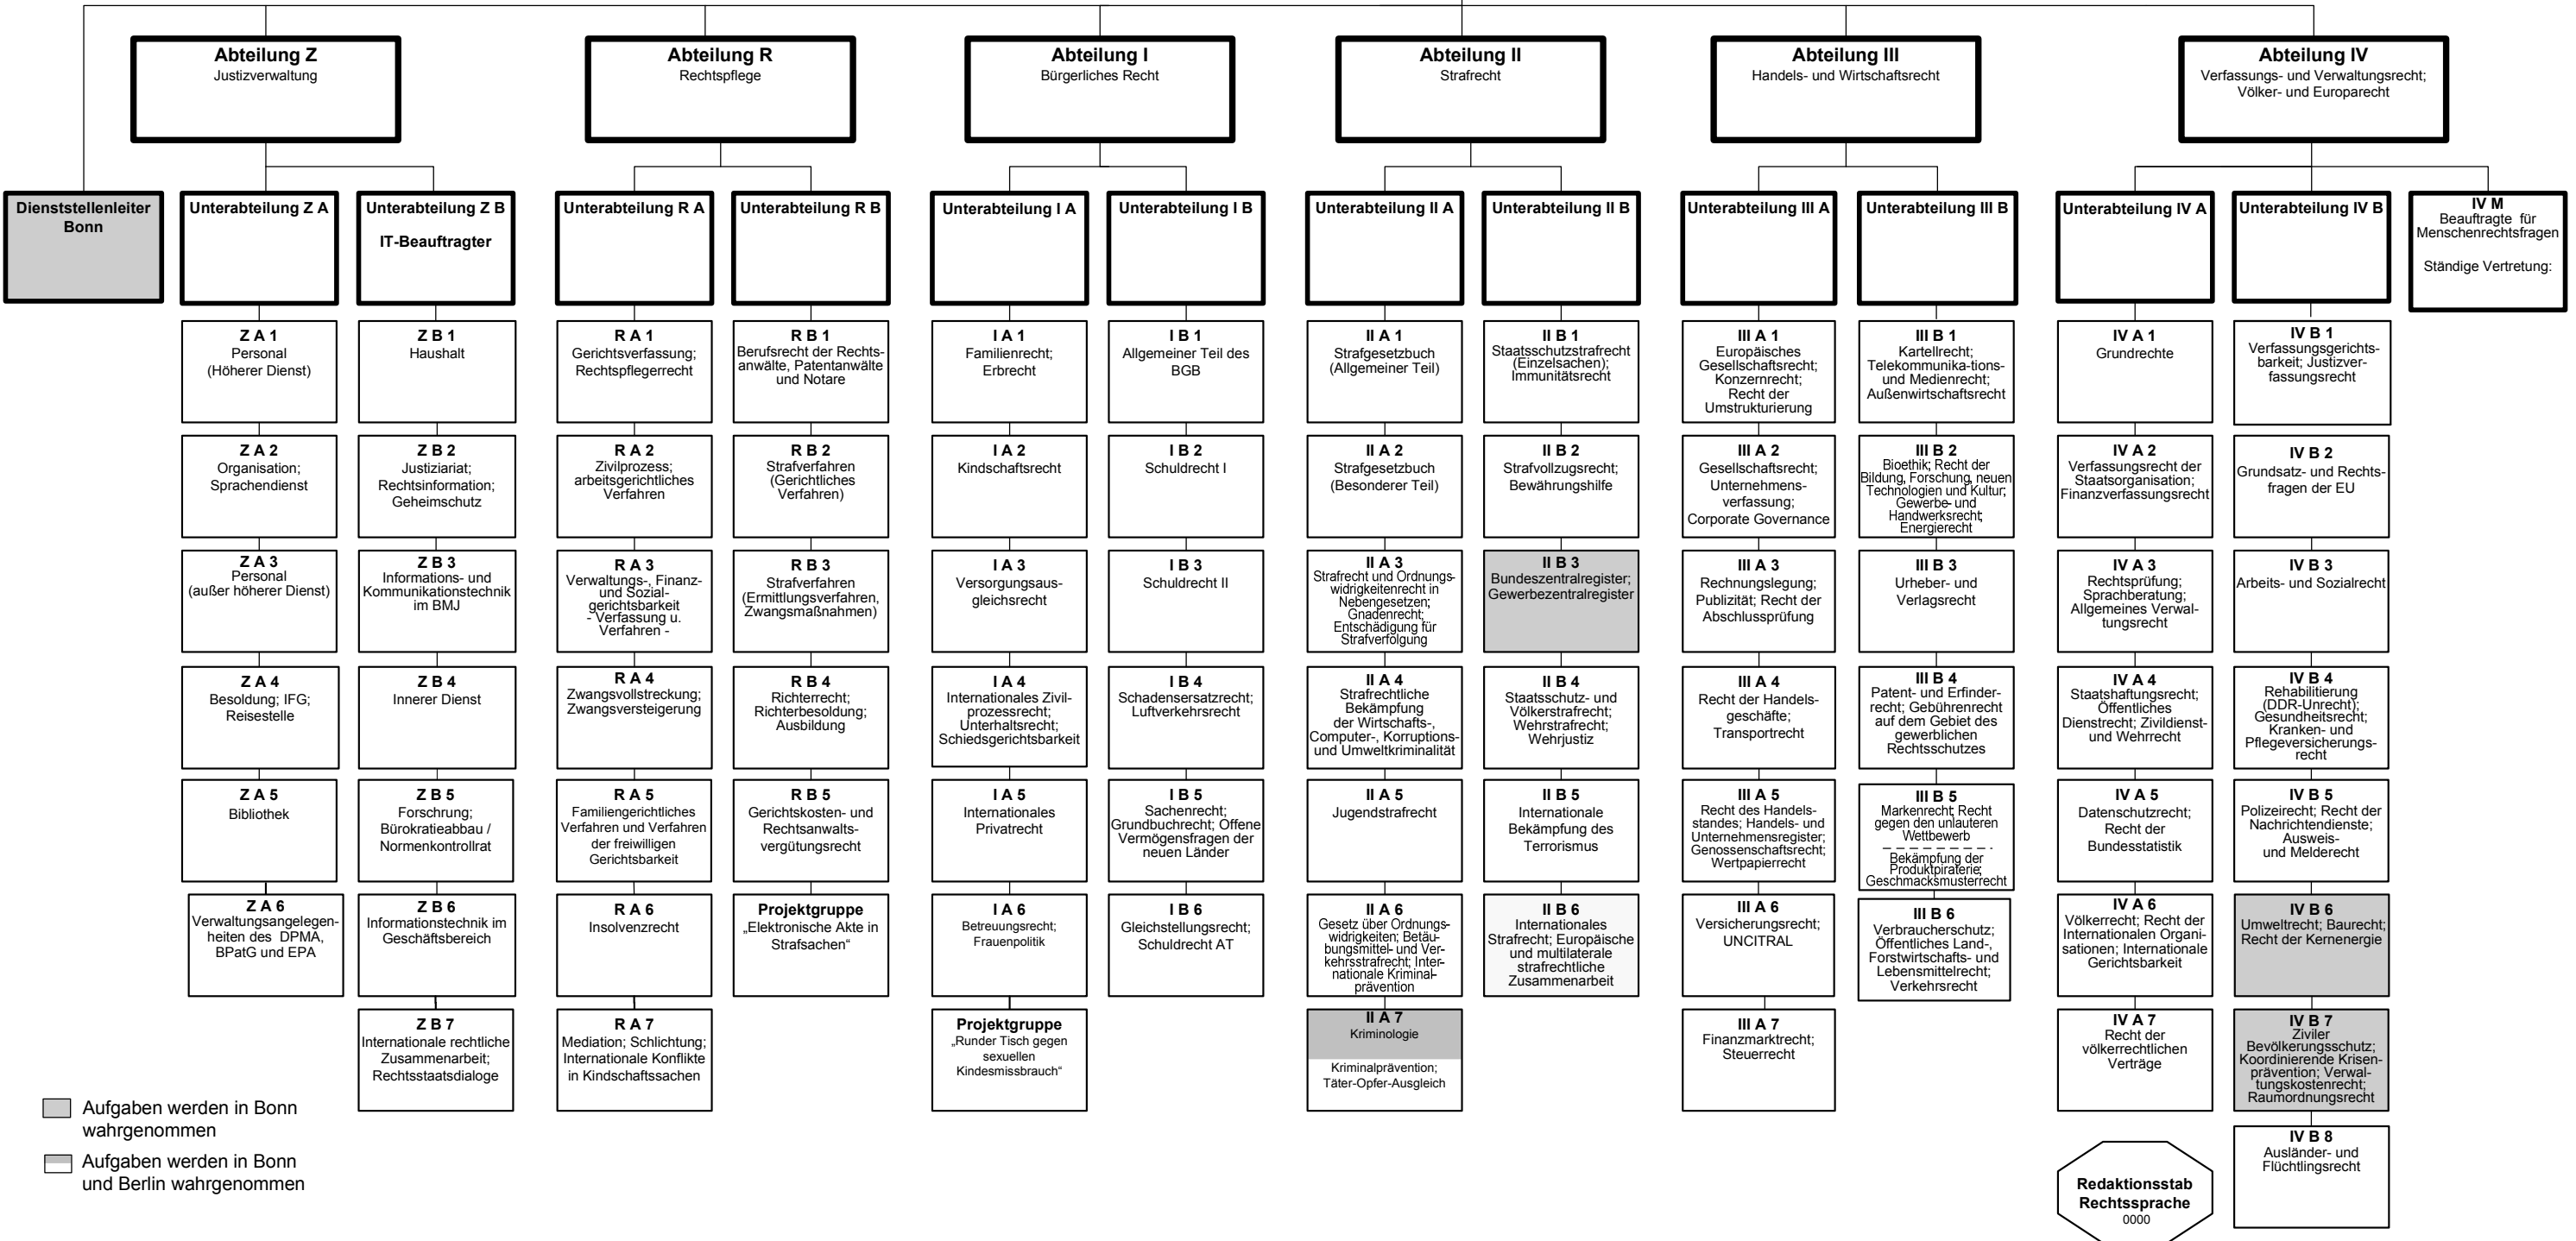 Abteilung Z
Justizverwaltung
Abteilung R
Rechtspflege
Abteilung I
Bürgerliches Recht
Abteilung II
Strafrecht
Abteilung III
Handels- und Wirtschaftsrecht
Abteilung IV
Verfassungs- und Verwaltungsrecht;
Völker- und Europarecht
Dienststellenleiter
Bonn
Unterabteilung Z A
Unterabteilung Z B
IT-Beauftragter
Unterabteilung R A
Unterabteilung R B
Unterabteilung I A
Unterabteilung I B
Unterabteilung II A
Unterabteilung II B
Unterabteilung III A
Unterabteilung III B
Unterabteilung IV A
Unterabteilung IV B
IV M
Beauftragte für
Menschenrechtsfragen
Ständige Vertretung:
Z A 1
Personal
(Höherer Dienst)
Z B 1
Haushalt
R A 1
Gerichtsverfassung;
Rechtspflegerrecht
R B 1
Berufsrecht der Rechts-
anwälte, Patentanwälte
und Notare
I A 1
Familienrecht;
Erbrecht
I B 1
Allgemeiner Teil des
BGB
II A 1
Strafgesetzbuch
(Allgemeiner Teil)
II B 1
Staatsschutzstrafrecht
(Einzelsachen);
Immunitätsrecht
III A 1
Europäisches
Gesellschaftsrecht;
Konzernrecht;
Recht der
Umstrukturierung
III B 1
Kartellrecht;
Telekommunika-tions-
und Medienrecht;
Außenwirtschaftsrecht
IV A 1
Grundrechte
IV B 1
Verfassungsgerichts-
barkeit; Justizver-
fassungsrecht
Z A 2
Organisation;
Sprachendienst
Z B 2
Justiziariat;
Rechtsinformation;
Geheimschutz
R A 2
Zivilprozess;
arbeitsgerichtliches
Verfahren
R B 2
Strafverfahren
(Gerichtliches
Verfahren)
I A 2
Kindschaftsrecht
I B 2
Schuldrecht I
II A 2
Strafgesetzbuch
(Besonderer Teil)
II B 2
Strafvollzugsrecht;
Bewährungshilfe
III A 2
Gesellschaftsrecht;
Unternehmens-
verfassung;
Corporate Governance
III B 2
Bioethik; Recht der
Bildung, Forschung, neuen
Technologien und Kultur;
Gewerbe- und
Handwerksrecht;
Energierecht
IV A 2
Verfassungsrecht der
Staatsorganisation;
Finanzverfassungsrecht
IV B 2
Grundsatz- und Rechts-
fragen der EU
Z A 3
Personal
(außer höherer Dienst)
Z B 3
Informations- und
Kommunikationstechnik
im BMJ
R A 3
Verwaltungs-, Finanz-
und Sozial-
gerichtsbarkeit
- Verfassung u.
Verfahren -
R B 3
Strafverfahren
(Ermittlungsverfahren,
Zwangsmaßnahmen)
I A 3
Versorgungsaus-
gleichsrecht
I B 3
Schuldrecht II
II A 3
Strafrecht und Ordnungs-
widrigkeitenrecht in
Nebengesetzen;
Gnadenrecht;
Entschädigung für
Strafverfolgung
II B 3
Bundeszentralregister;
Gewerbezentralregister
III A 3
Rechnungslegung;
Publizität; Recht der
Abschlussprüfung
III B 3
Urheber- und
Verlagsrecht
IV A 3
Rechtsprüfung;
Sprachberatung;
Allgemeines Verwal-
tungsrecht
IV B 3
Arbeits- und Sozialrecht
Z A 4
Besoldung; IFG;
Reisestelle
Z B 4
Innerer Dienst
R A 4
Zwangsvollstreckung;
Zwangsversteigerung
R B 4
Richterrecht;
Richterbesoldung;
Ausbildung
I A 4
Internationales Zivil-
prozessrecht;
Unterhaltsrecht;
Schiedsgerichtsbarkeit
I B 4
Schadensersatzrecht;
Luftverkehrsrecht
II A 4
Strafrechtliche
Bekämpfung
der Wirtschafts-,
Computer-, Korruptions-
und Umweltkriminalität
II B 4
Staatsschutz- und
Völkerstrafrecht;
Wehrstrafrecht;
Wehrjustiz
III A 4
Recht der Handels-
geschäfte;
Transportrecht
III B 4
Patent- und Erfinder-
recht; Gebührenrecht
auf dem Gebiet des
gewerblichen
Rechtsschutzes
IV A 4
Staatshaftungsrecht;
Öffentliches
Dienstrecht; Zivildienst-
und Wehrrecht
IV B 4
Rehabilitierung
(DDR-Unrecht);
Gesundheitsrecht;
Kranken- und
Pflegeversicherungs-
recht
Z A 5
Bibliothek
Z B 5
Forschrung;
Bürokratieabbau /
Normenkontrollrat
R A 5
Familiengerichtliches
Verfahren und Verfahren
der freiwilligen
Gerichtsbarkeit
R B 5
Gerichtskosten- und
Rechtsanwalts-
vergütungsrecht
I A 5
Internationales
Privatrecht
I B 5
Sachenrecht;
Grundbuchrecht; Offene
Vermögensfragen der
neuen Länder
II A 5
Jugendstrafrecht
II B 5
Internationale
Bekämpfung des
Terrorismus
III A 5
Recht des Handels-
standes; Handels- und
Unternehmensregister;
Genossenschaftsrecht;
Wertpapierrecht
III B 5
Markenrecht; Recht
gegen den unlauteren
Wettbewerb
Bekämpfung der
Produktpiraterie;
Geschmacksmusterrecht
IV A 5
Datenschutzrecht;
Recht der
Bundesstatistik
IV B 5
Polizeirecht; Recht der
Nachrichtendienste;
Ausweis-
und Melderecht
Z A 6
Verwaltungsangelegen-
heiten des DPMA,
BPatG und EPA
Z B 6
Informationstechnik im
Geschäftsbereich
R A 6
Insolvenzrecht
Projektgruppe
„Elektronische Akte in
Strafsachen“
I A 6
Betreuungsrecht;
Frauenpolitik
I B 6
Gleichstellungsrecht;
Schuldrecht AT
II A 6
Gesetz über Ordnungs-
widrigkeiten; Betäu-
bungsmittel- und Ver-
kehrsstrafrecht; Inter-
nationale Kriminal-
prävention
II B 6
Internationales
Strafrecht; Europäische
und multilaterale
strafrechtliche
Zusammenarbeit
III A 6
Versicherungsrecht;
UNCITRAL
III B 6
Verbraucherschutz;
Öffentliches Land-,
Forstwirtschafts- und
Lebensmittelrecht;
Verkehrsrecht
IV A 6
Völkerrecht; Recht der
Internationalen Organi-
sationen; Internationale
Gerichtsbarkeit
IV B 6
Umweltrecht; Baurecht;
Recht der Kernenergie
Z B 7
Internationale rechtliche
Zusammenarbeit;
Rechtsstaatsdialoge
R A 7
Mediation; Schlichtung;
Internationale Konflikte
in Kindschaftssachen
Projektgruppe
„Runder Tisch gegen
sexuellen
Kindesmissbrauch“
II A 7
Kriminologie
Kriminalprävention;
Täter-Opfer-Ausgleich
III A 7
Finanzmarktrecht;
Steuerrecht
IV A 7
Recht der
völkerrechtlichen
Verträge
IV B 7
Ziviler
Bevölkerungsschutz;
Koordinierende Krisen-
prävention; Verwal-
tungskostenrecht;
Raumordnungsrecht
Aufgaben werden in Bonn
wahrgenommen
Aufgaben werden in Bonn
und Berlin wahrgenommen
IV B 8
Ausländer- und
Flüchtlingsrecht
Redaktionsstab
Rechtssprache
0000